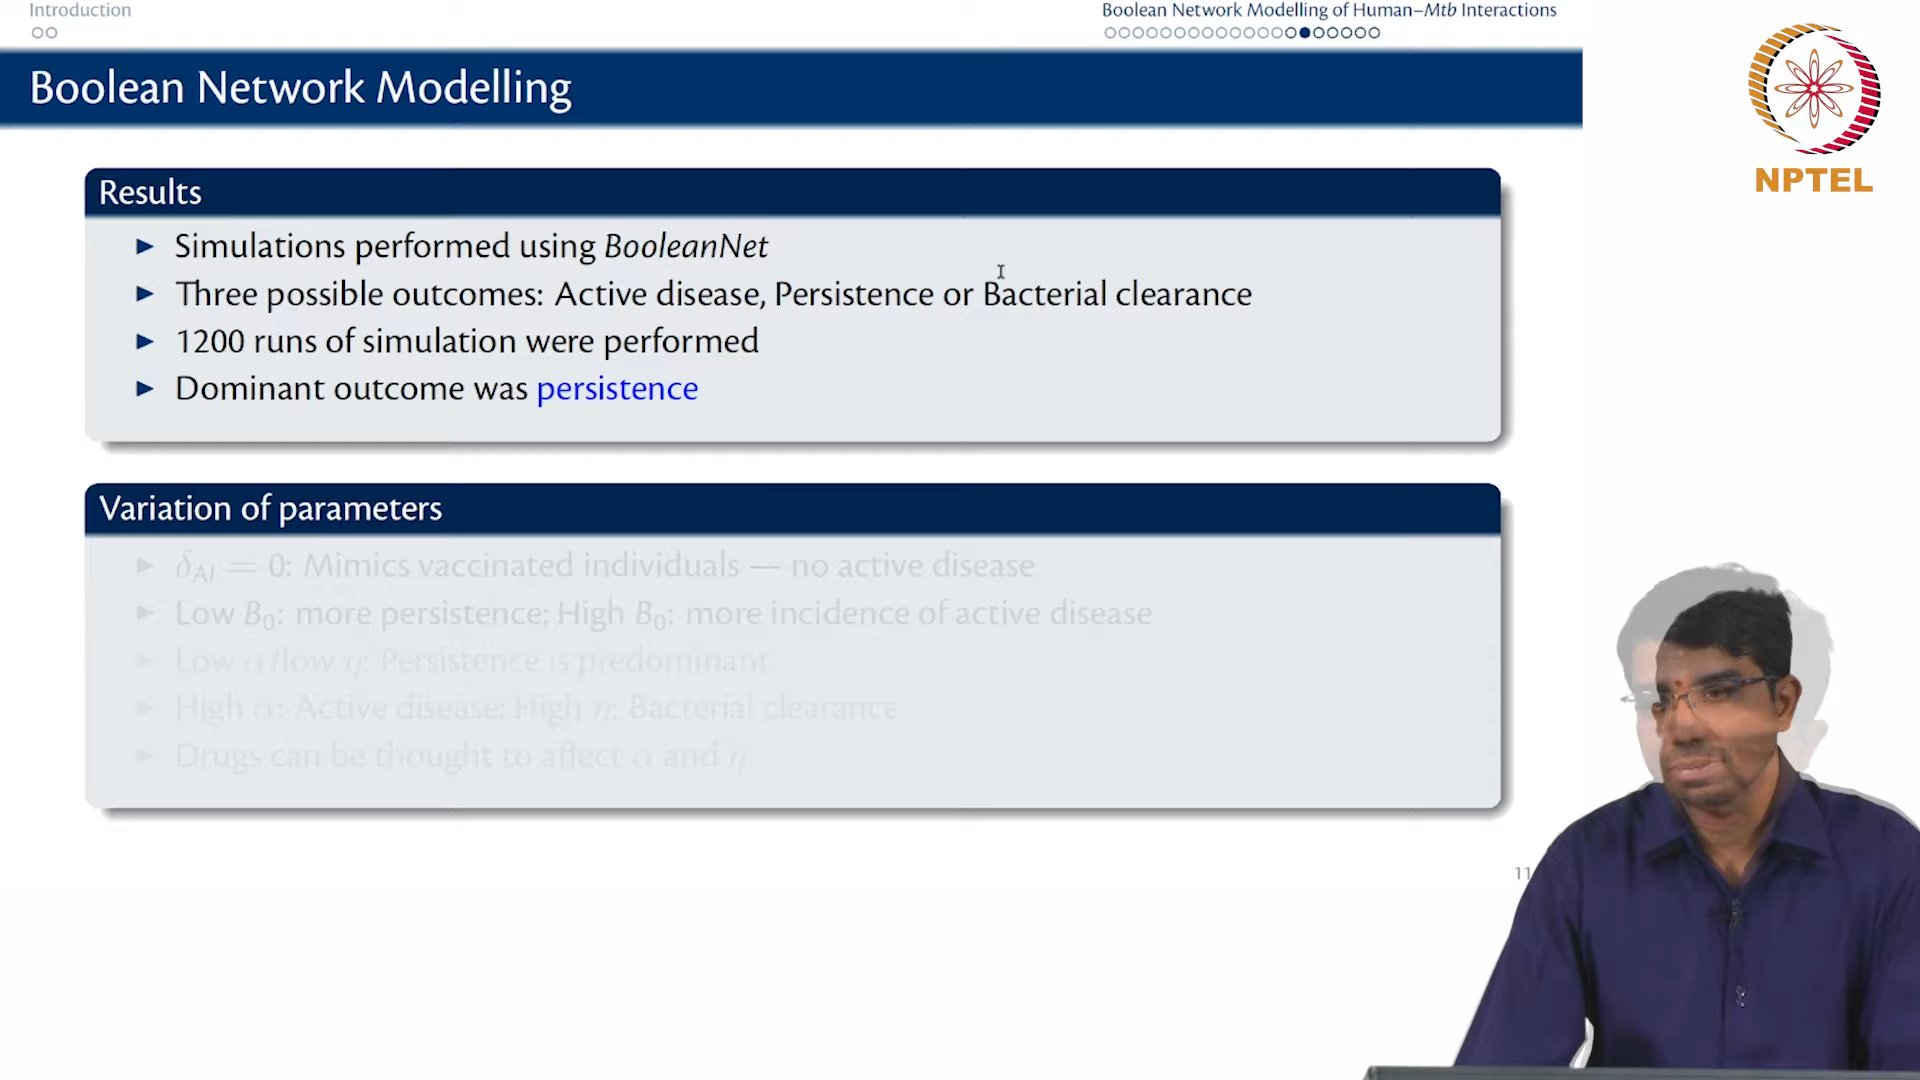 Introduction
Boolean Network Modelling of Human–Mtb Interactions
Boolean Network Modelling
NPTEL
Results
► Simulations performed using BooleanNet
► Three possible outcomes: Active disease, Persistence or Bacterial clearance
► 1200 runs of simulation were performed
► Dominant outcome was persistence
Variation of parameters
► δ_AI = 0: Mimics vaccinated individuals — no active disease
► Low B₀: more persistence; High B₀: more incidence of active disease
► Low α/low η: Persistence is predominant
► High α: Active disease; High η: Bacterial clearance
► Drugs can be thought to affect α and η
11